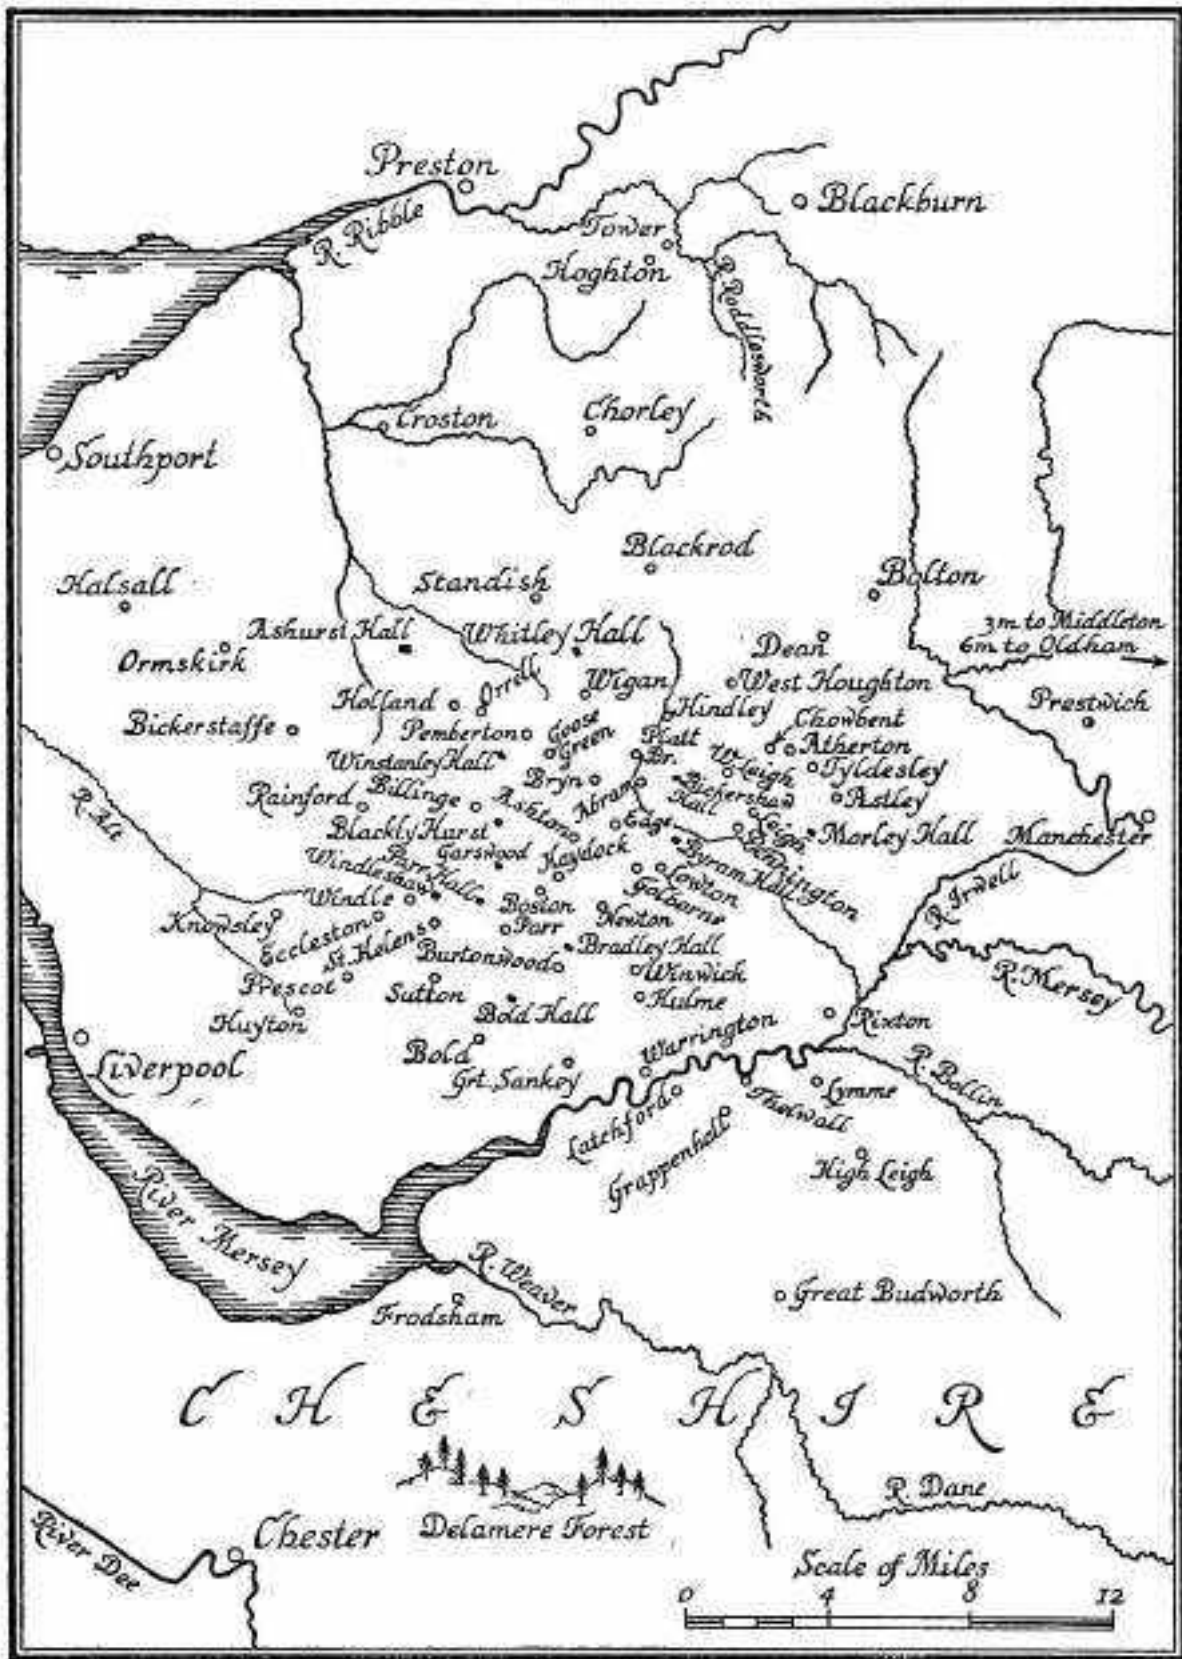 Preston
Blackburn
R. Ribble
Tower
Hoghton
R. Roddlesworth
Croston
Chorley
Southport
Blackrod
Halsall
Standish
Bolton
3m to Middleton
6m to Oldham
Ashurst Hall
Whitley Hall
Dean
Ormskirk
Orrell
Wigan
West Houghton
Prestwich
Holland
Hindley
Bickerstaffe
Pemberton
Goose
Green
Platt
Br.
Chowbent
Atherton
Winstanley Hall
W. Leigh
Tyldesley
Bryn
Abram
Bickershaw
Hall
Astley
R. Alt
Rainford
Billinge
Ashton
Edge
Leigh
Morley Hall
Manchester
Blackly Hurst
Garswood
Haydock
Byram Hall
Bennington
Windleshaw
Parr Hall
Lowton
Golborne
R. Irwell
Windle
Boston
Newton
Knowsley
Eccleston
St. Helens
Parr
Bradley Hall
Burtonwood
Winwick
R. Mersey
Prescot
Sutton
Hulme
Huyton
Bold Hall
Rixton
Liverpool
Bold
Warrington
Grt. Sankey
R. Bollin
Lymme
Latchford
Thelwall
Grappenhall
High Leigh
River Mersey
R. Weaver
Great Budworth
Frodsham
CHESHIRE
R. Dane
Delamere Forest
River Dee
Chester
Scale of Miles
0 4 8 12